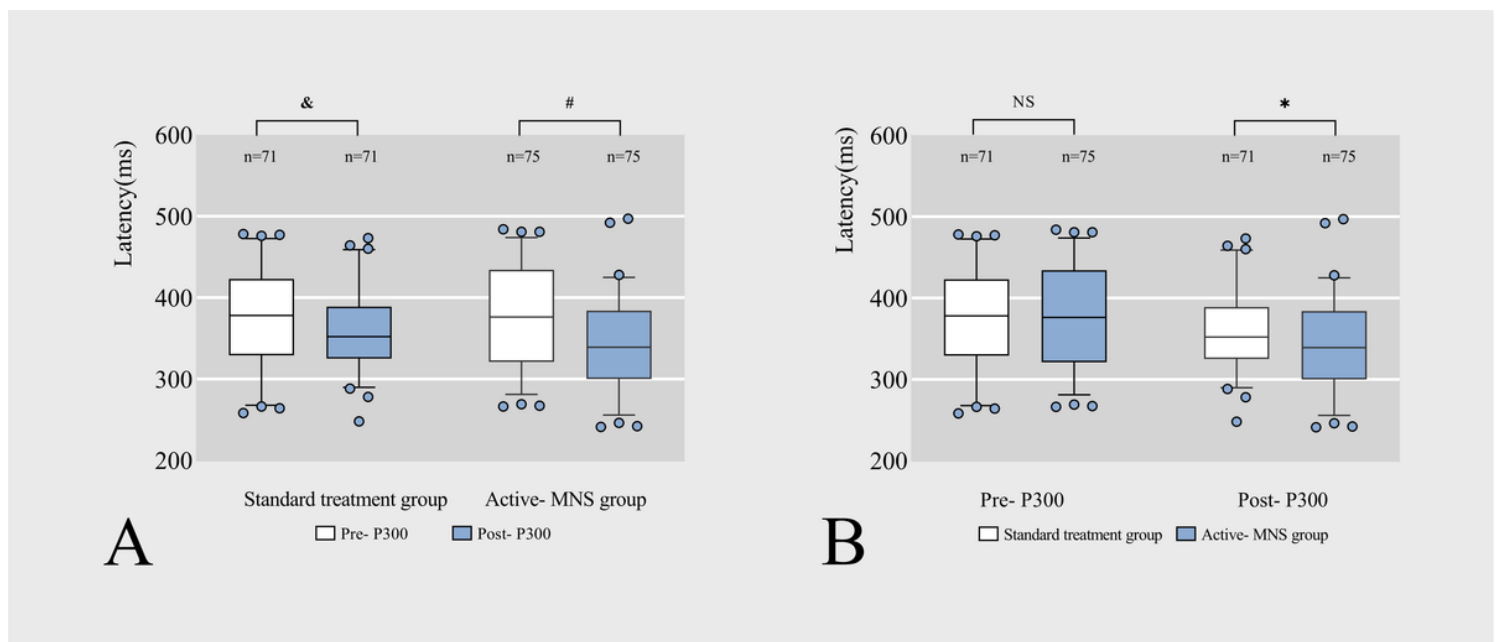 & #
600
n=71 n=71 n=75 n=75
Latency(ms)
500
400
300
200
Standard treatment group Active- MNS group
Pre- P300 Post- P300
A
NS *
600
n=71 n=75 n=71 n=75
Latency(ms)
500
400
300
200
Pre- P300 Post- P300
Standard treatment group Active- MNS group
B